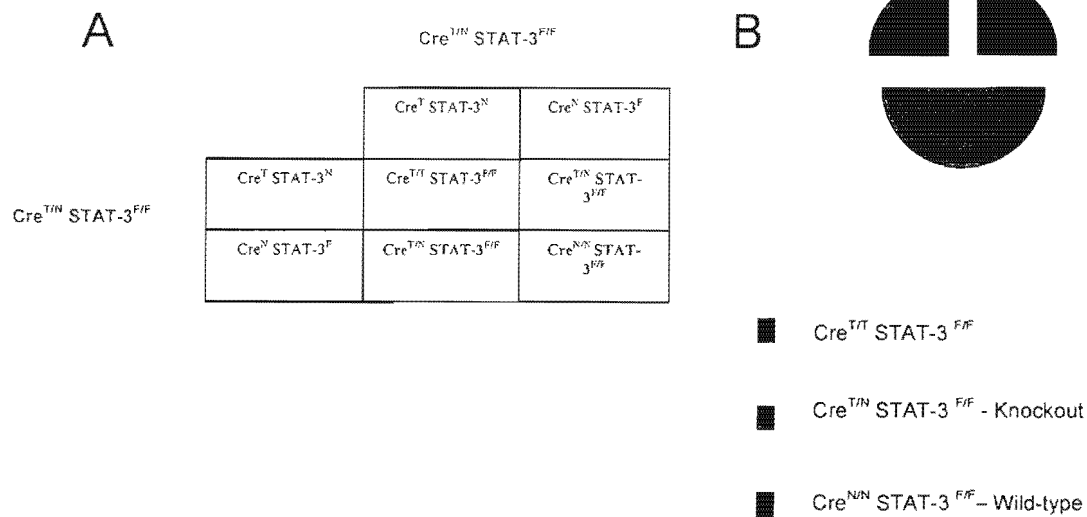 A
B
Cre^T/N STAT-3^F/F
Cre^T STAT-3^N
Cre^N STAT-3^F
Cre^T STAT-3^N
Cre^T/T STAT-3^F/F
Cre^T/N STAT-
3^F/F
Cre^T/N STAT-3^F/F
Cre^N STAT-3^F
Cre^T/N STAT-3^F/F
Cre^N/N STAT-
3^F/F
Cre^T/T STAT-3 ^F/F
Cre^T/N STAT-3 ^F/F - Knockout
Cre^N/N STAT-3 ^F/F – Wild-type